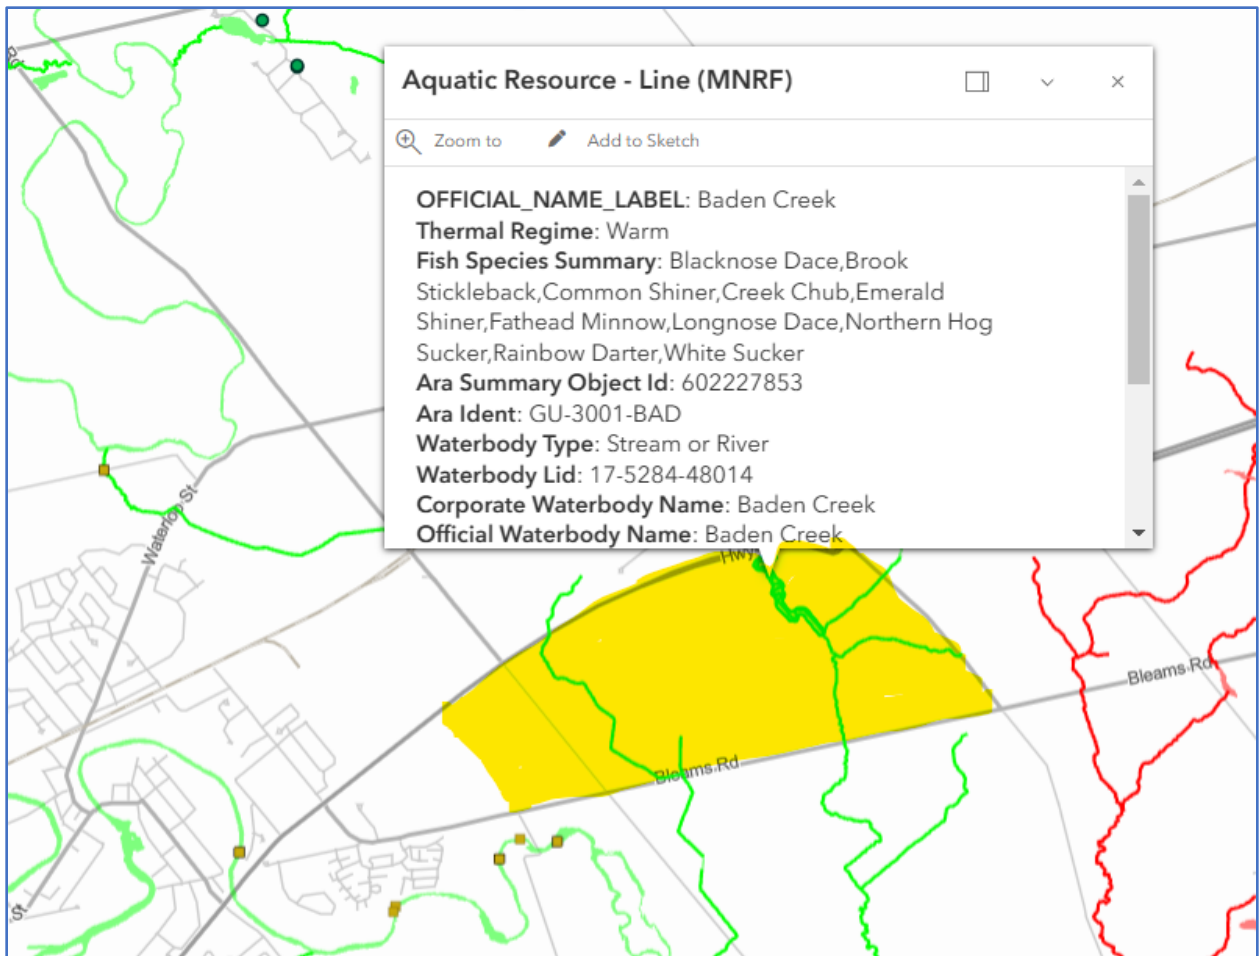 Rd
Aquatic Resource - Line (MNRF)
Zoom to Add to Sketch
OFFICIAL_NAME_LABEL: Baden Creek
Thermal Regime: Warm
Fish Species Summary: Blacknose Dace,Brook
Stickleback,Common Shiner,Creek Chub,Emerald
Shiner,Fathead Minnow,Longnose Dace,Northern Hog
Sucker,Rainbow Darter,White Sucker
Ara Summary Object Id: 602227853
Ara Ident: GU-3001-BAD
Waterbody Type: Stream or River
Waterbody Lid: 17-5284-48014
Corporate Waterbody Name: Baden Creek
Official Waterbody Name: Baden Creek
Waterloo St
Hwy
Bleams Rd
Bleams Rd
St